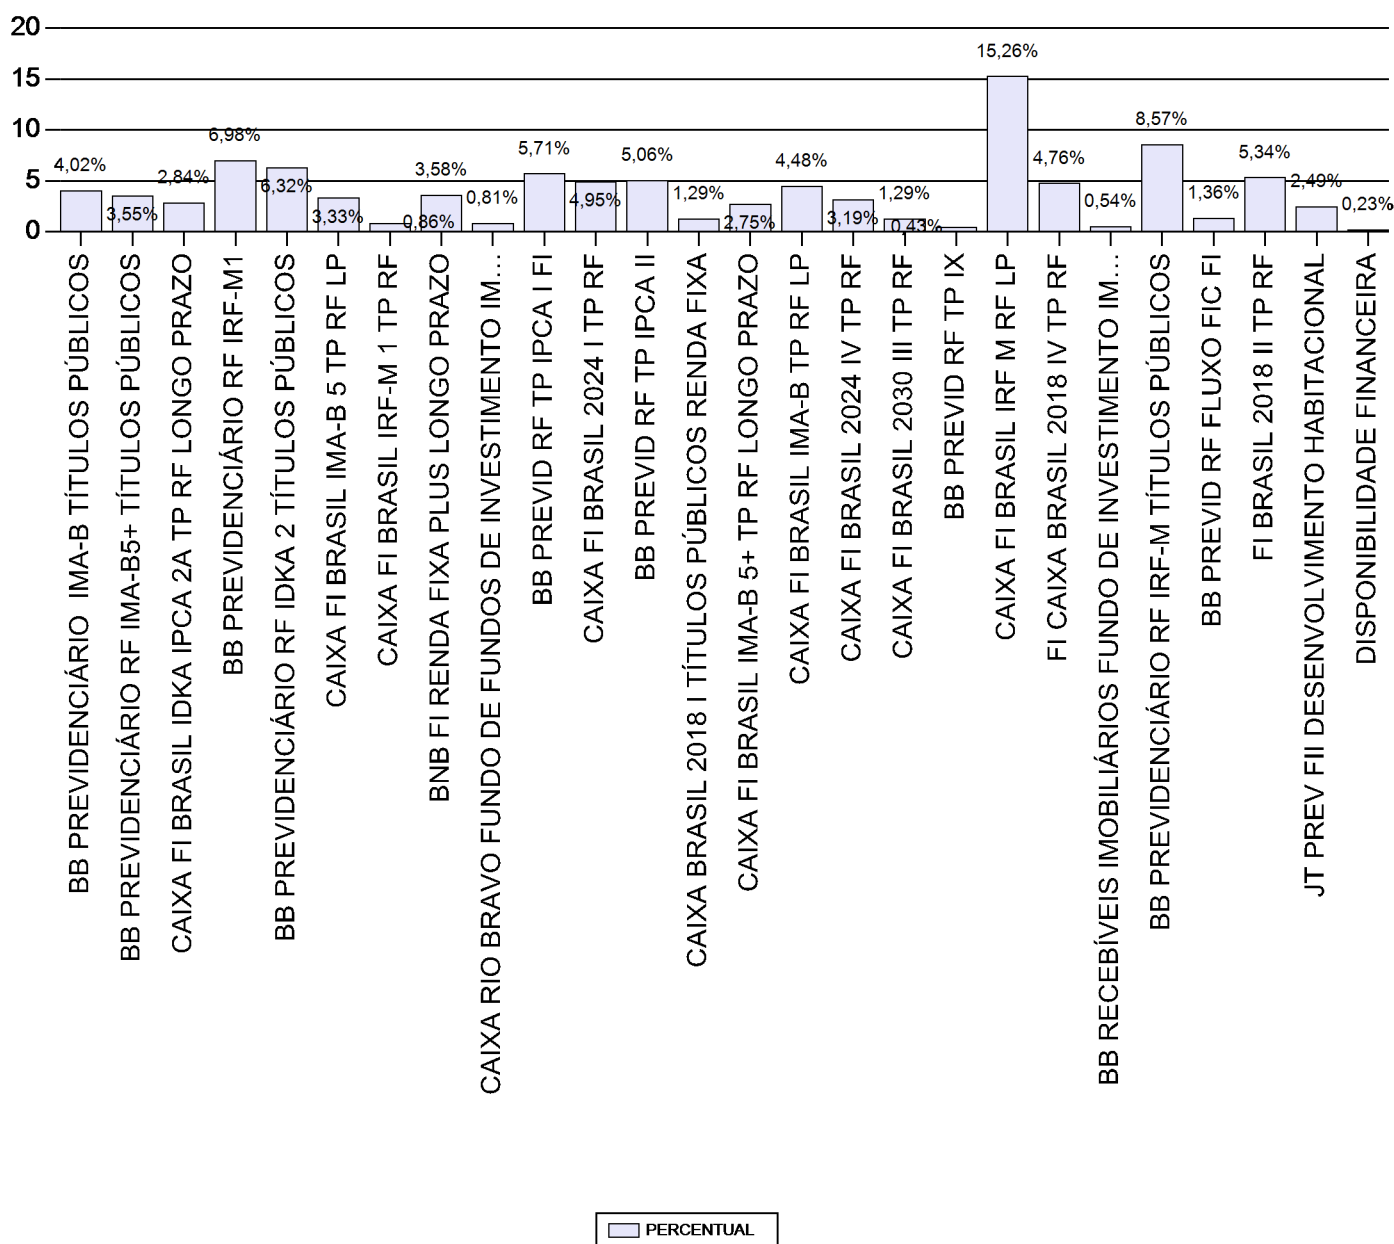 20
15
10
5
0
4,02%
3,55%
2,84%
6,98%
6,32%
3,33%
0,86%
3,58%
0,81%
5,71%
4,95%
5,06%
1,29%
2,75%
4,48%
3,19%
1,29%
0,43%
15,26%
4,76%
0,54%
8,57%
1,36%
5,34%
2,49%
0,23%
BB PREVIDENCIÁRIO  IMA-B TÍTULOS PÚBLICOS
BB PREVIDENCIÁRIO RF IMA-B5+ TÍTULOS PÚBLICOS
CAIXA FI BRASIL IDKA IPCA 2A TP RF LONGO PRAZO
BB PREVIDENCIÁRIO RF IRF-M1
BB PREVIDENCIÁRIO RF IDKA 2 TÍTULOS PÚBLICOS
CAIXA FI BRASIL IMA-B 5 TP RF LP
CAIXA FI BRASIL IRF-M 1 TP RF
BNB FI RENDA FIXA PLUS LONGO PRAZO
CAIXA RIO BRAVO FUNDO DE FUNDOS DE INVESTIMENTO IM...
BB PREVID RF TP IPCA I FI
CAIXA FI BRASIL 2024 I TP RF
BB PREVID RF TP IPCA II
CAIXA BRASIL 2018 I TÍTULOS PÚBLICOS RENDA FIXA
CAIXA FI BRASIL IMA-B 5+ TP RF LONGO PRAZO
CAIXA FI BRASIL IMA-B TP RF LP
CAIXA FI BRASIL 2024 IV TP RF
CAIXA FI BRASIL 2030 III TP RF
BB PREVID RF TP IX
CAIXA FI BRASIL IRF M RF LP
FI CAIXA BRASIL 2018 IV TP RF
BB RECEBÍVEIS IMOBILIÁRIOS FUNDO DE INVESTIMENTO IM...
BB PREVIDENCIÁRIO RF IRF-M TÍTULOS PÚBLICOS
BB PREVID RF FLUXO FIC FI
FI BRASIL 2018 II TP RF
JT PREV FII DESENVOLVIMENTO HABITACIONAL
DISPONIBILIDADE FINANCEIRA
PERCENTUAL